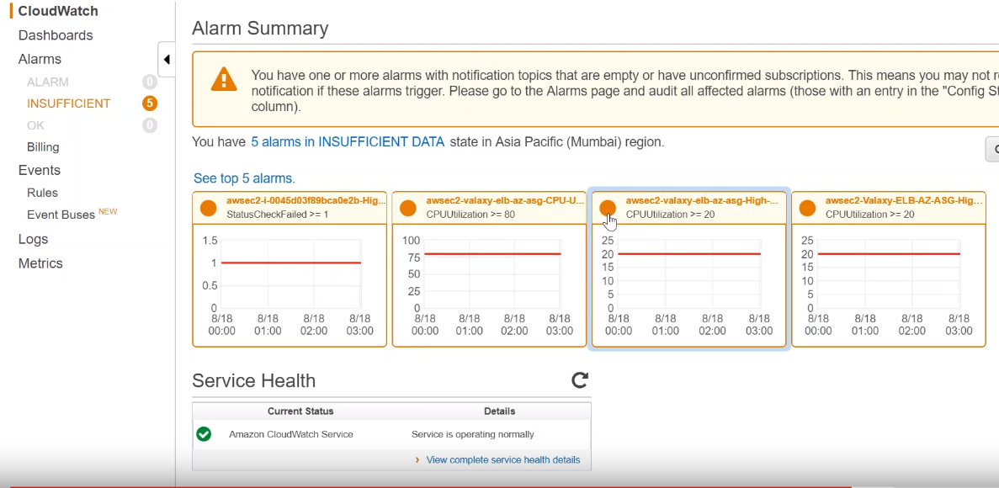 CloudWatch
Dashboards
Alarms
ALARM 0
INSUFFICIENT 5
OK 0
Billing
Events
Rules
Event Buses NEW
Logs
Metrics
Alarm Summary
You have one or more alarms with notification topics that are empty or have unconfirmed subscriptions. This means you may not r
notification if these alarms trigger. Please go to the Alarms page and audit all affected alarms (those with an entry in the "Config St
column).
You have 5 alarms in INSUFFICIENT DATA state in Asia Pacific (Mumbai) region.
See top 5 alarms.
awsec2-i-0045d03f89bca0e2b-Hig...
StatusCheckFailed >= 1
1.5
1
0.5
0
8/18 8/18 8/18 8/18
00:00 01:00 02:00 03:00
awsec2-valaxy-elb-az-asg-CPU-U...
CPUUtilization >= 80
100
75
50
25
0
8/18 8/18 8/18 8/18
00:00 01:00 02:00 03:00
awsec2-valaxy-elb-az-asg-High-...
CPUUtilization >= 20
25
20
15
10
5
0
8/18 8/18 8/18 8/18
00:00 01:00 02:00 03:00
awsec2-Valaxy-ELB-AZ-ASG-Hig...
CPUUtilization >= 20
25
20
15
10
5
0
8/18 8/18 8/18 8/18
00:00 01:00 02:00 03:00
Service Health
Current Status Details
Amazon CloudWatch Service Service is operating normally
› View complete service health details